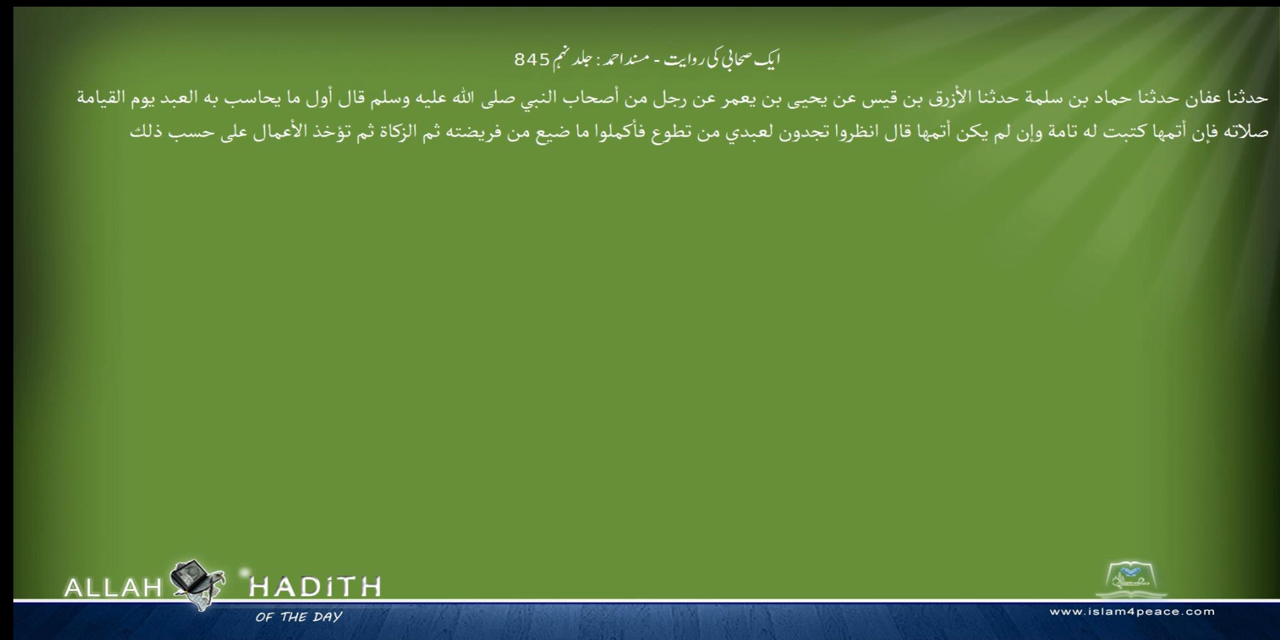 ایک صحابی کی روایت - مسند احمد : جلد نہم 845
حدثنا عفان حدثنا حماد بن سلمة حدثنا الأزرق بن قيس عن يحيى بن يعمر عن رجل من أصحاب النبي صلى الله عليه وسلم قال أول ما يحاسب به العبد يوم القيامة
صلاته فإن أتمها كتبت له تامة وإن لم يكن أتمها قال انظروا تجدون لعبدي من تطوع فأكملوا ما ضيع من فريضته ثم الزكاة ثم تؤخذ الأعمال على حسب ذلك
ALLAH HADITH
OF THE DAY
www.islam4peace.com